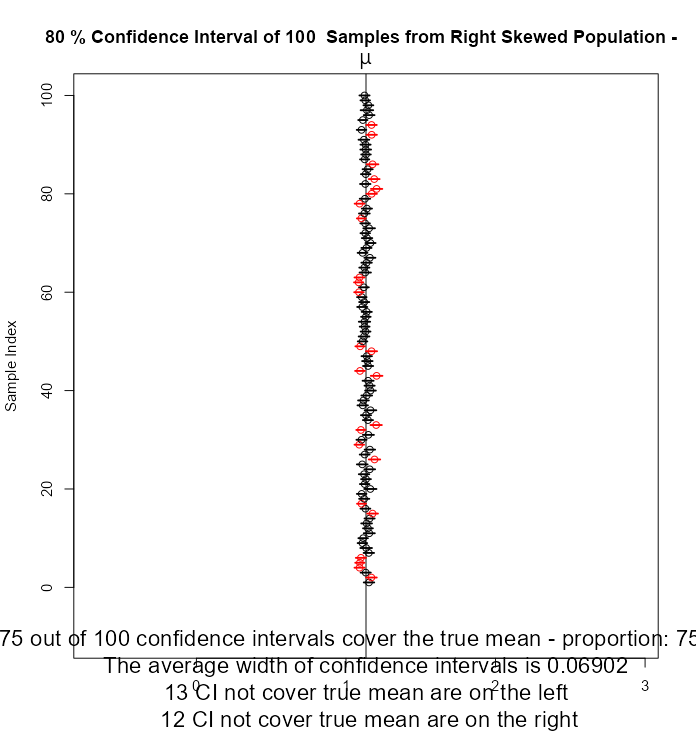 80 % Confidence Interval of 100 Samples from Right Skewed Population -
μ
100
80
60
40
20
0
Sample Index
75 out of 100 confidence intervals cover the true mean - proportion: 75
The average width of confidence intervals is 0.06902
0 1 2 3
13 CI not cover true mean are on the left
12 CI not cover true mean are on the right